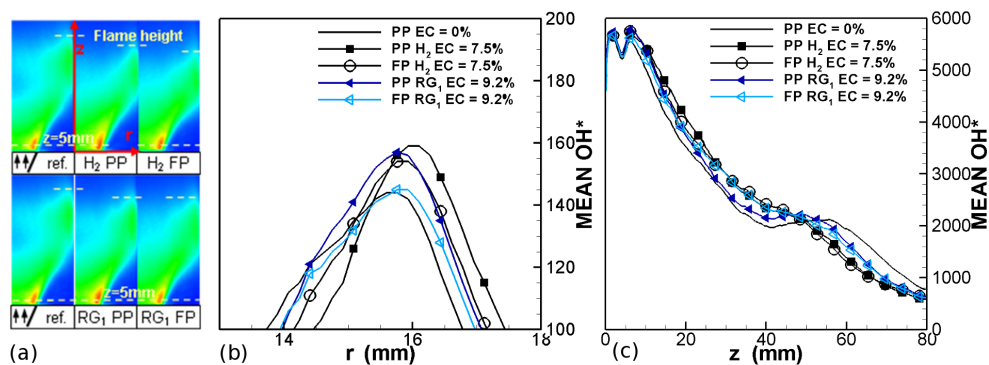 Flame height
z
z=5mm
r
ref. H₂ PP H₂ FP
z=5mm
ref. RG₁ PP RG₁ FP
(a)
PP EC = 0%
PP H₂ EC = 7.5%
FP H₂ EC = 7.5%
PP RG₁ EC = 9.2%
FP RG₁ EC = 9.2%
200
180
160
140
120
100
MEAN OH*
14 16 18
r (mm)
(b)
PP EC = 0%
PP H₂ EC = 7.5%
FP H₂ EC = 7.5%
PP RG₁ EC = 9.2%
FP RG₁ EC = 9.2%
6000
5000
4000
3000
2000
1000
0
MEAN OH*
0 20 40 60 80
z (mm)
(c)